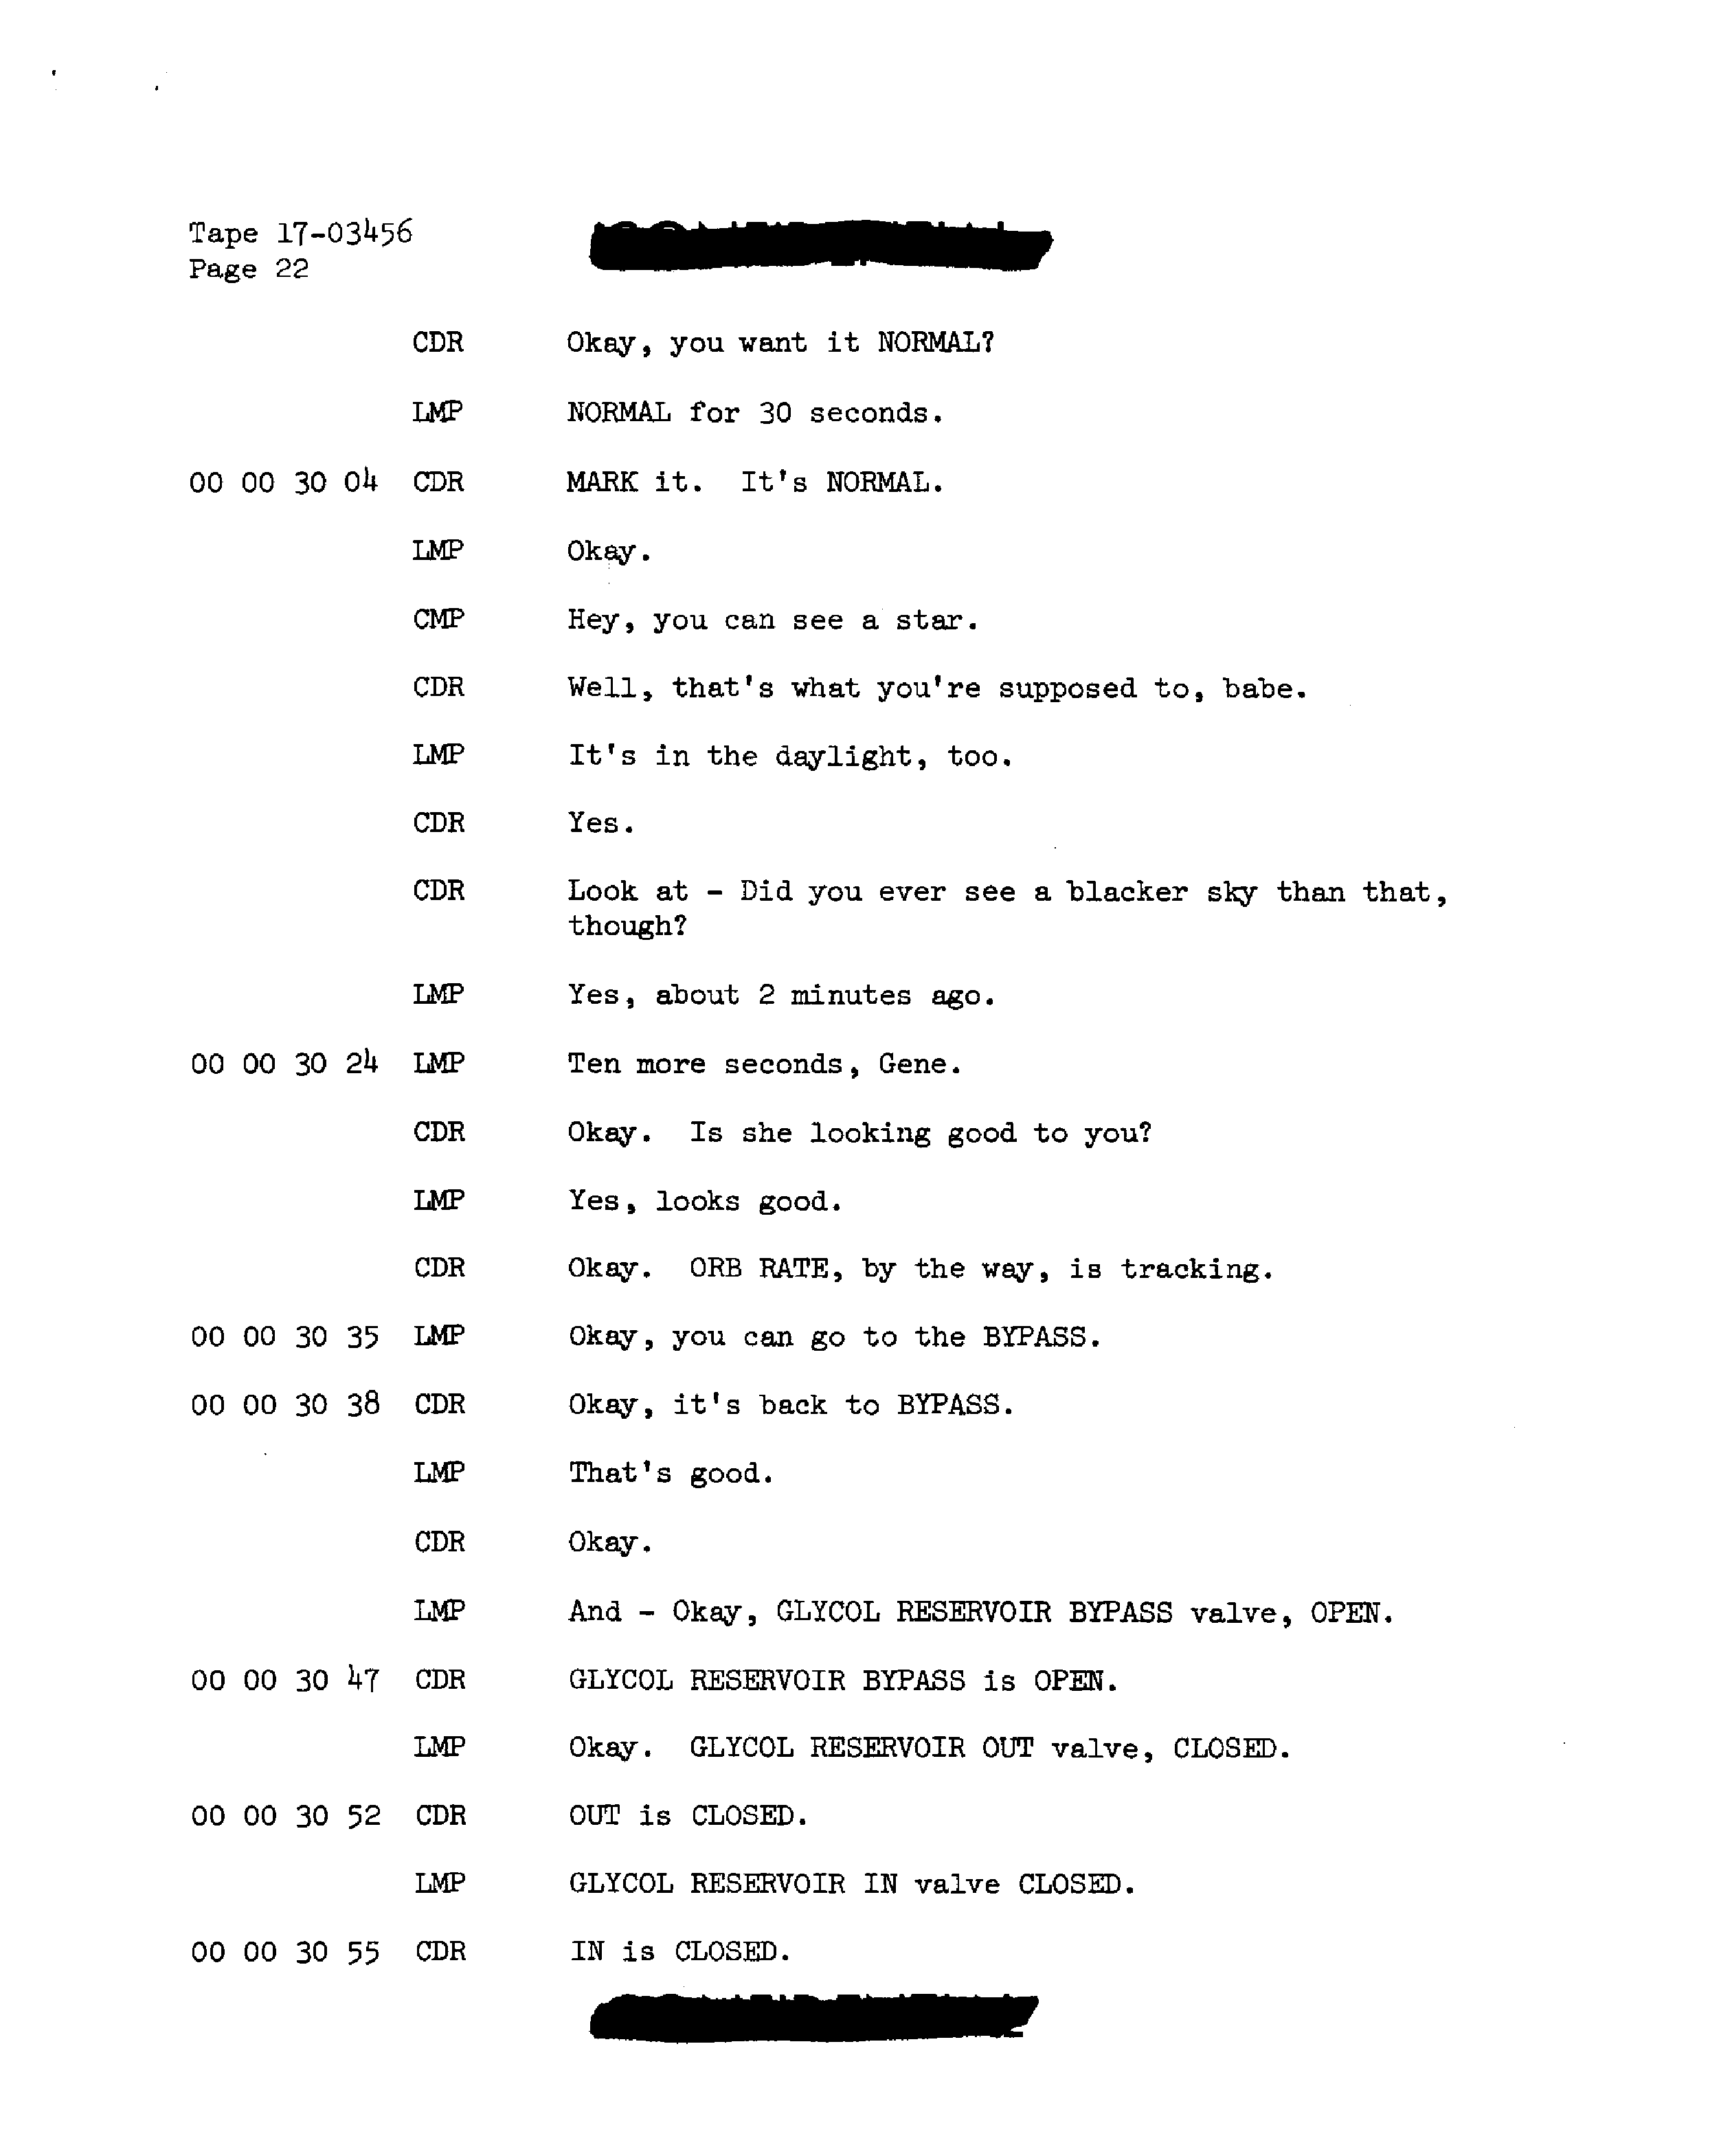 Tape 17-03456
Page 22
CDR Okay, you want it NORMAL?
LMP NORMAL for 30 seconds.
00 00 30 04 CDR MARK it. It's NORMAL.
LMP Okay.
CMP Hey, you can see a star.
CDR Well, that's what you're supposed to, babe.
LMP It's in the daylight, too.
CDR Yes.
CDR Look at - Did you ever see a blacker sky than that,
though?
LMP Yes, about 2 minutes ago.
00 00 30 24 LMP Ten more seconds, Gene.
CDR Okay. Is she looking good to you?
LMP Yes, looks good.
CDR Okay. ORB RATE, by the way, is tracking.
00 00 30 35 LMP Okay, you can go to the BYPASS.
00 00 30 38 CDR Okay, it's back to BYPASS.
LMP That's good.
CDR Okay.
LMP And - Okay, GLYCOL RESERVOIR BYPASS valve, OPEN.
00 00 30 47 CDR GLYCOL RESERVOIR BYPASS is OPEN.
LMP Okay. GLYCOL RESERVOIR OUT valve, CLOSED.
00 00 30 52 CDR OUT is CLOSED.
LMP GLYCOL RESERVOIR IN valve CLOSED.
00 00 30 55 CDR IN is CLOSED.